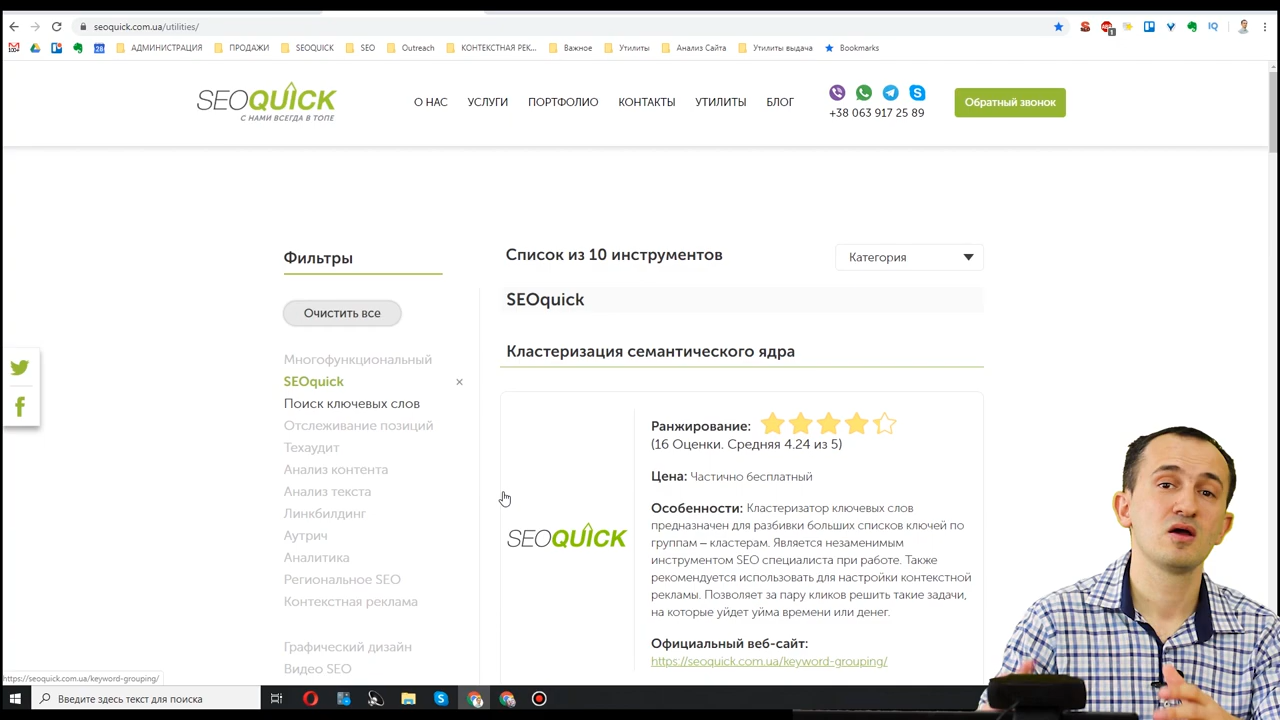 seoquick.com.ua/utilities/
АДМИНИСТРАЦИЯ
ПРОДАЖИ
SEOQUICK
SEO
Outreach
КОНТЕКСТНАЯ РЕК...
Важное
Утилиты
Анализ Сайта
Утилиты выдача
Bookmarks
SEOQUICK
С НАМИ ВСЕГДА В ТОПЕ
О НАС
УСЛУГИ
ПОРТФОЛИО
КОНТАКТЫ
УТИЛИТЫ
БЛОГ
+38 063 917 25 89
Обратный звонок
Фильтры
Очистить все
Многофункциональный
SEOquick ×
Поиск ключевых слов
Отслеживание позиций
Техаудит
Анализ контента
Анализ текста
Линкбилдинг
Аутрич
Аналитика
Региональное SEO
Контекстная реклама
Графический дизайн
Видео SEO
Список из 10 инструментов
Категория
SEOquick
Кластеризация семантического ядра
SEOQUICK
Ранжирование:
(16 Оценки. Средняя 4.24 из 5)
Цена: Частично бесплатный
Особенности: Кластеризатор ключевых слов
предназначен для разбивки больших списков ключей по
группам – кластерам. Является незаменимым
инструментом SEO специалиста при работе. Также
рекомендуется использовать для настройки контекстной
рекламы. Позволяет за пару кликов решить такие задачи,
на которые уйдет уйма времени или денег.
Официальный веб-сайт:
https://seoquick.com.ua/keyword-grouping/
https://seoquick.com.ua/keyword-grouping/
Введите здесь текст для поиска